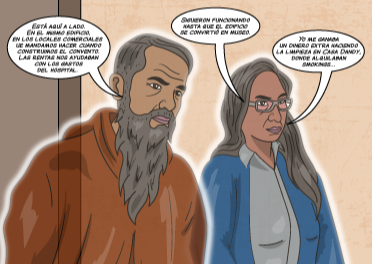 ESTÁ AQUÍ A LADO.
EN EL MISMO EDIFICIO,
EN LOS LOCALES COMERCIALES
QUE MANDAMOS HACER CUANDO
CONSTRUIMOS EL CONVENTO.
LAS RENTAS NOS AYUDABAN
CON LOS GASTOS
DEL HOSPITAL.
SIGUIERON FUNCIONANDO
HASTA QUE EL EDIFICIO
SE CONVIRTIÓ EN MUSEO.
YO ME GANABA
UN DINERO EXTRA HACIENDO
LA LIMPIEZA EN CASA DANDY,
DONDE ALQUILABAN
SMOKINGS...